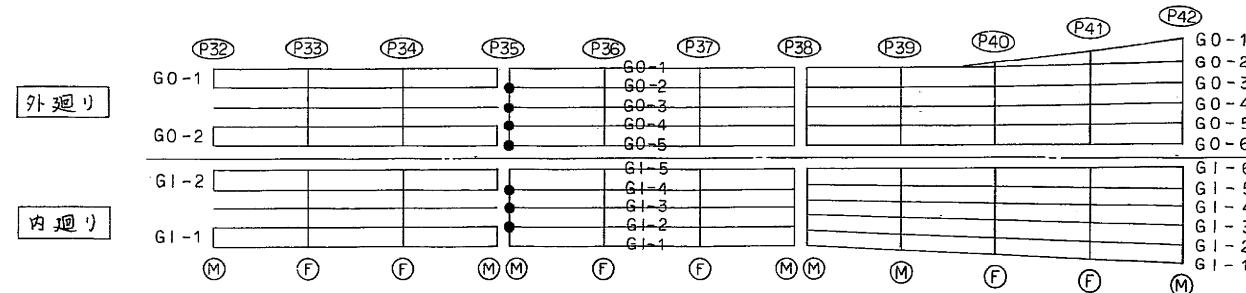 P32 P33 P34 P35 P36 P37 P38 P39 P40 P41 P42
外廻り
GO-1
GO-2
GO-1
GO-2
GO-3
GO-4
GO-5
GO-1
GO-2
GO-3
GO-4
GO-5
GO-6
内廻り
GI-2
GI-1
GI-5
GI-4
GI-3
GI-2
GI-1
GI-6
GI-5
GI-4
GI-3
GI-2
GI-1
M F F M M F F M M M F F M